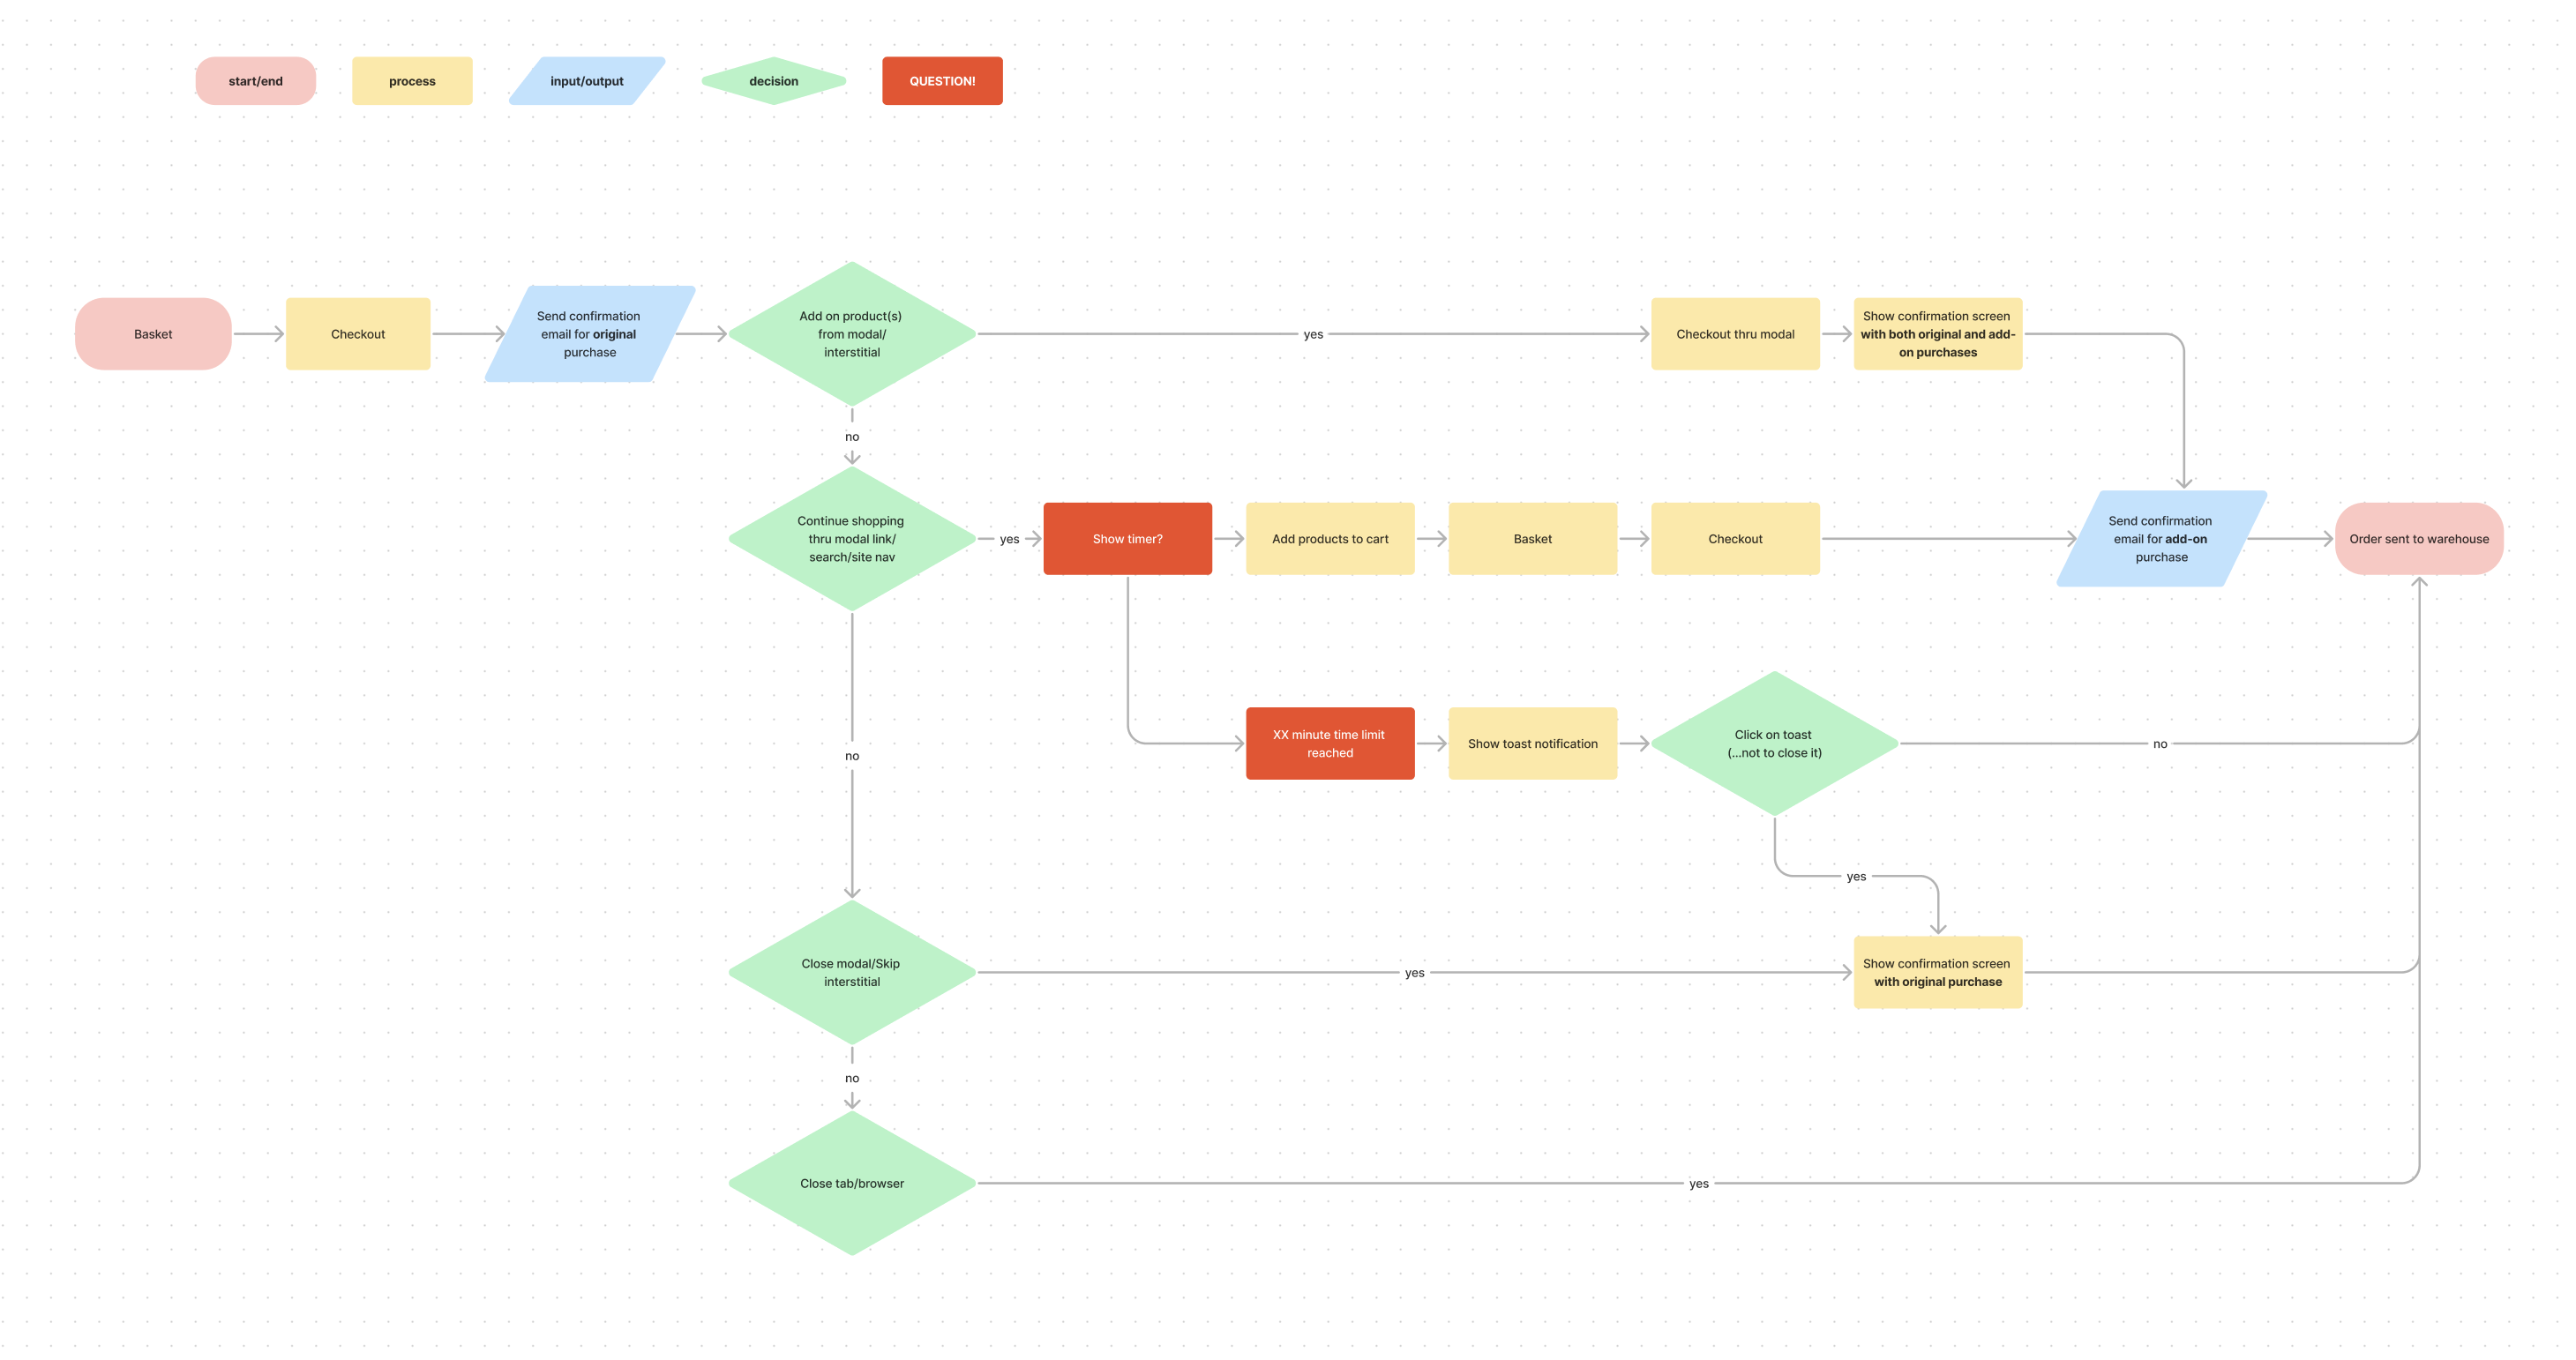 start/end
process
input/output
decision
QUESTION!
Basket
Checkout
Send confirmation
email for original
purchase
Add on product(s)
from modal/
interstitial
yes
Checkout thru modal
Show confirmation screen
with both original and add-
on purchases
no
Continue shopping
thru modal link/
search/site nav
yes
Show timer?
Add products to cart
Basket
Checkout
Send confirmation
email for add-on
purchase
Order sent to warehouse
no
XX minute time limit
reached
Show toast notification
Click on toast
(...not to close it)
no
yes
Close modal/Skip
interstitial
yes
Show confirmation screen
with original purchase
no
Close tab/browser
yes